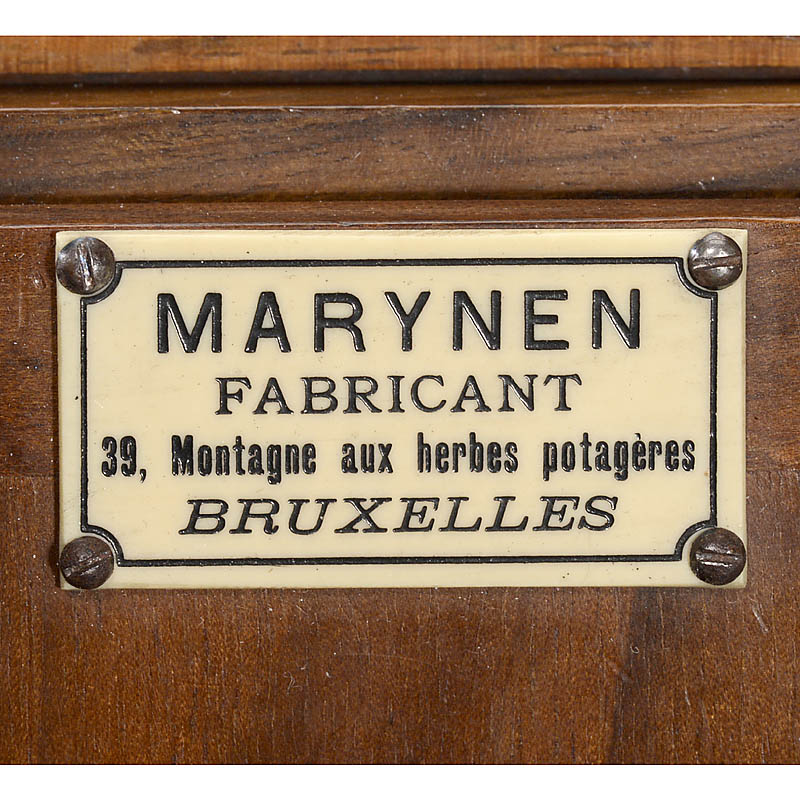 MARYNEN
FABRICANT
39, Montagne aux herbes potagères
BRUXELLES